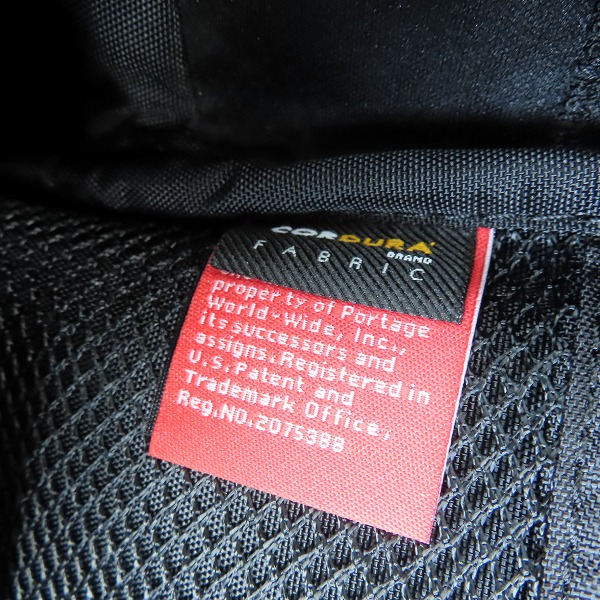 CORDURA
BRAND
FABRIC
property of Portage
World-Wide, Inc.,
its successors and
assigns. Registered in
U.S. Patent and
Trademark Office,
Reg.NO.2075388